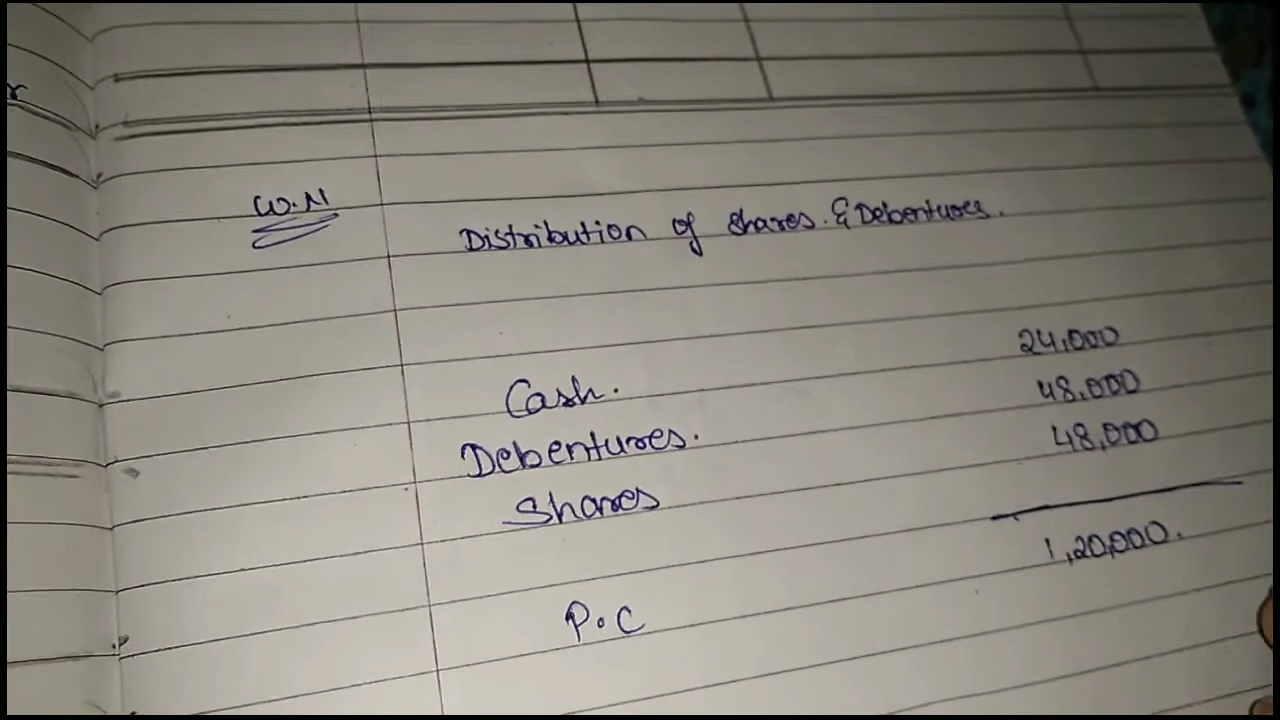 W.N
Distribution of shares. & Debentures.
Cash. 24,000
Debentures. 48,000
Shares 48,000
P.C 1,20,000.